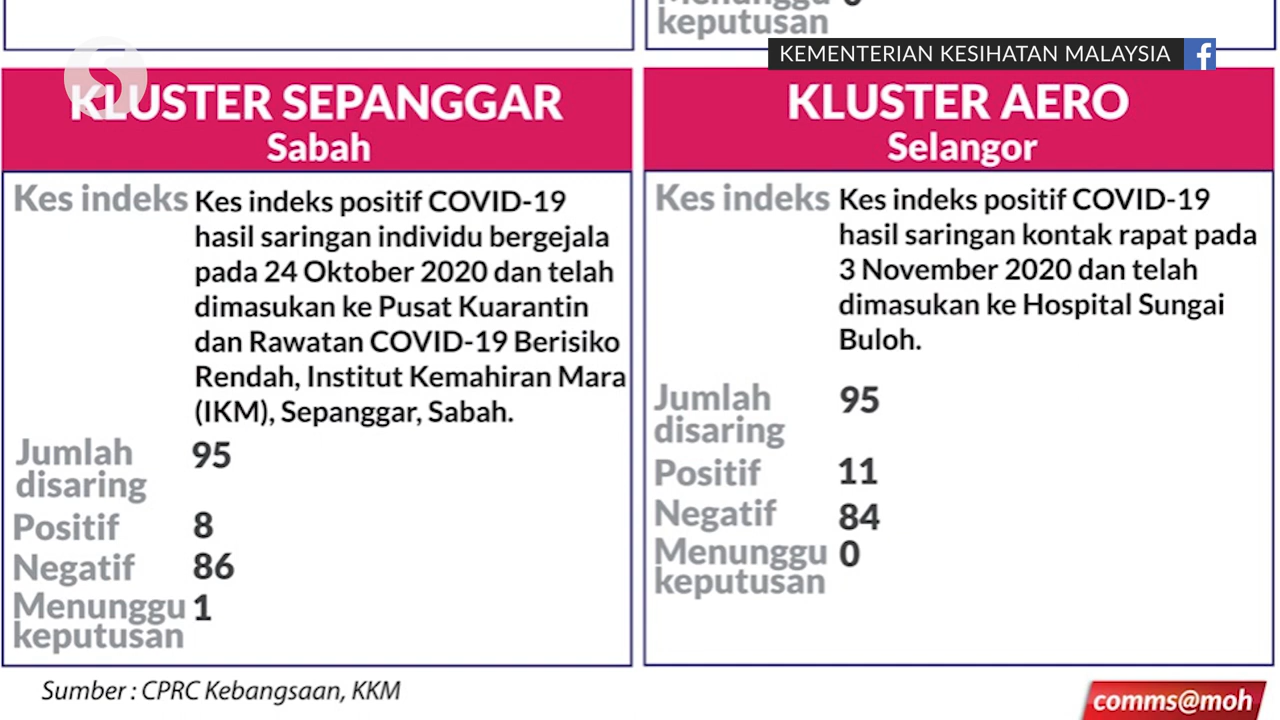 Menunggu 0
keputusan
KEMENTERIAN KESIHATAN MALAYSIA f
KLUSTER SEPANGGAR
Sabah
Kes indeks Kes indeks positif COVID-19
hasil saringan individu bergejala
pada 24 Oktober 2020 dan telah
dimasukan ke Pusat Kuarantin
dan Rawatan COVID-19 Berisiko
Rendah, Institut Kemahiran Mara
(IKM), Sepanggar, Sabah.
Jumlah 95
disaring
Positif 8
Negatif 86
Menunggu 1
keputusan
KLUSTER AERO
Selangor
Kes indeks Kes indeks positif COVID-19
hasil saringan kontak rapat pada
3 November 2020 dan telah
dimasukan ke Hospital Sungai
Buloh.
Jumlah 95
disaring
Positif 11
Negatif 84
Menunggu 0
keputusan
Sumber : CPRC Kebangsaan, KKM
comms@moh